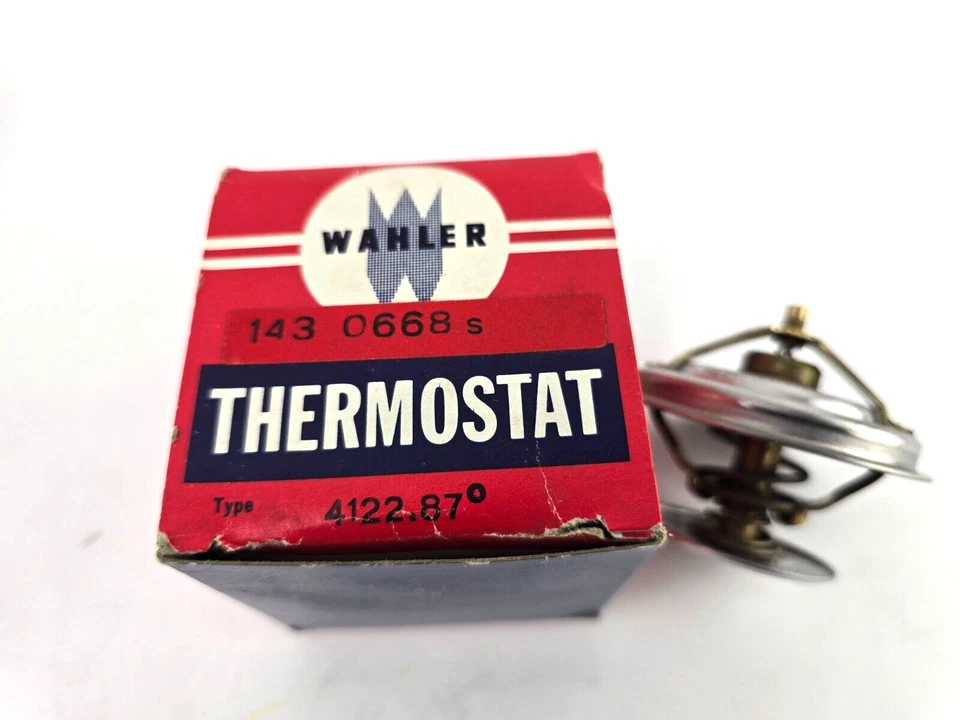 WAHLER
143 0668 s
THERMOSTAT
Type 4122.87°